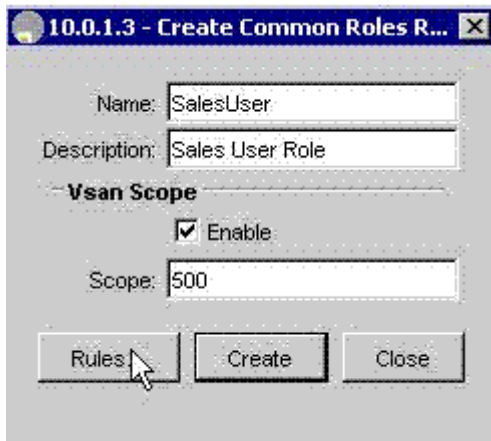 10.0.1.3 - Create Common Roles R...
Name: SalesUser
Description: Sales User Role
Vsan Scope
Enable
Scope: 500
Rules... Create Close